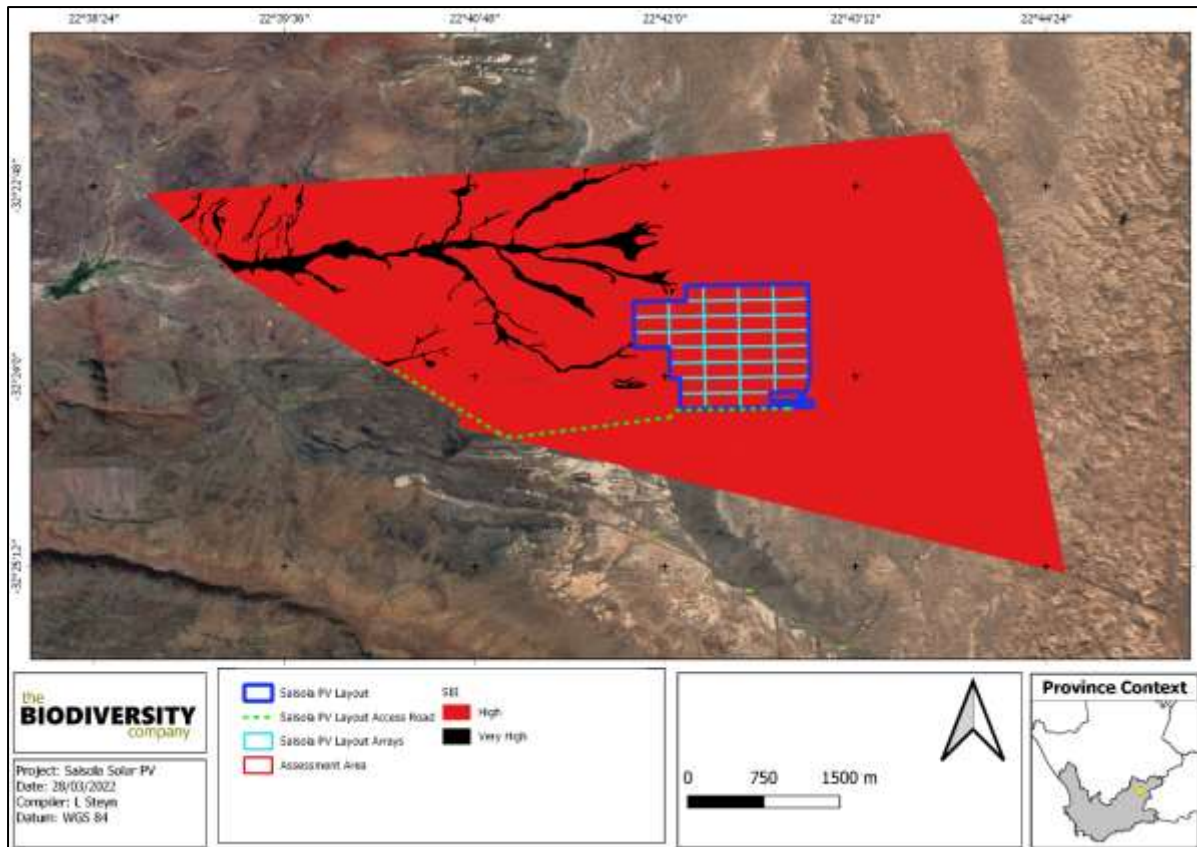 22°38'24" 22°39'36" 22°40'48" 22°42'0" 22°43'12" 22°44'24"
-32°22'48"
-32°24'0"
-32°25'12"
the
BIODIVERSITY
company
Project: Salsola Solar PV
Date: 28/03/2022
Compiler: L Steyn
Datum: WGS 84
Salsola PV Layout
Salsola PV Layout Access Road
Salsola PV Layout Arrays
Assessment Area
SEI
High
Very High
0 750 1500 m
Province Context